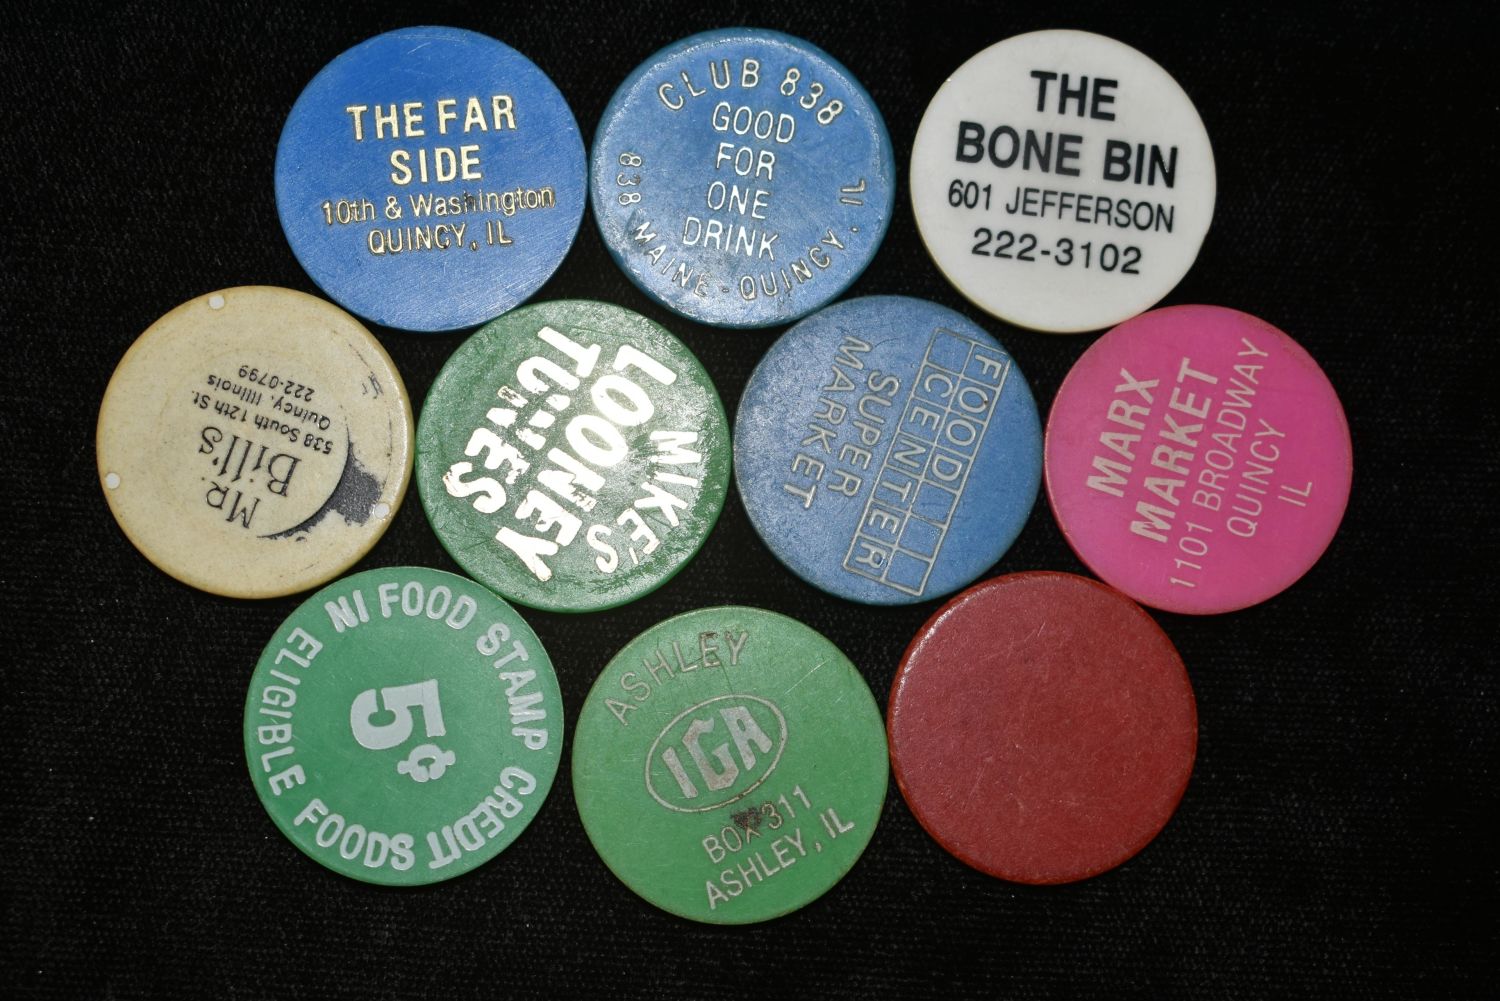 THE FAR
SIDE
10th & Washington
QUINCY, IL
CLUB 838
GOOD
FOR
ONE
DRINK
838 MAINE - QUINCY, IL
THE
BONE BIN
601 JEFFERSON
222-3102
MR.
Bill's
538 South 12th St.
Quincy, Illinois
222-0799
MIKE'S
LOONEY
TUNES
FOOD
CENTER
SUPER
MARKET
MARX
MARKET
1101 BROADWAY
QUINCY
IL
IN FOOD STAMP CREDIT
5¢
ELIGIBLE FOODS
ASHLEY
IGA
BOX 311
ASHLEY, IL